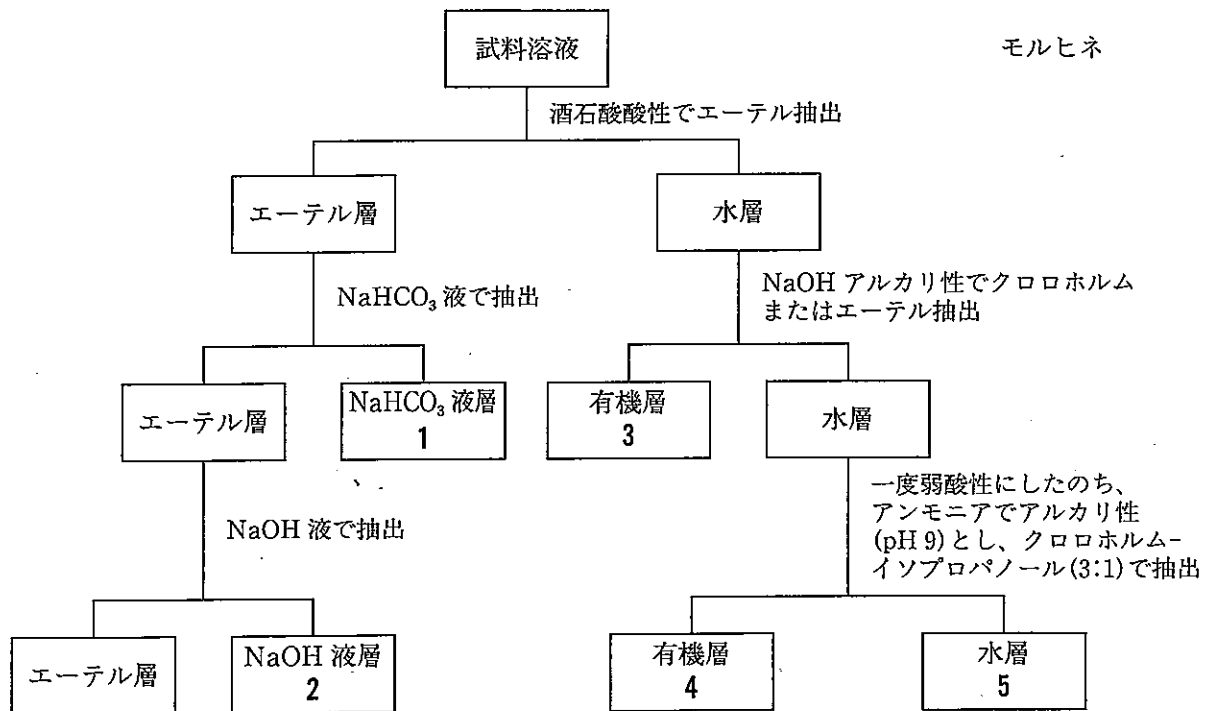 試料溶液
モルヒネ
酒石酸酸性でエーテル抽出
エーテル層
水層
NaHCO₃ 液で抽出
NaOH アルカリ性でクロロホルム
またはエーテル抽出
エーテル層
NaHCO₃ 液層
1
有機層
3
水層
NaOH 液で抽出
一度弱酸性にしたのち、
アンモニアでアルカリ性
(pH 9)とし、クロロホルム-
イソプロパノール(3:1)で抽出
エーテル層
NaOH 液層
2
有機層
4
水層
5